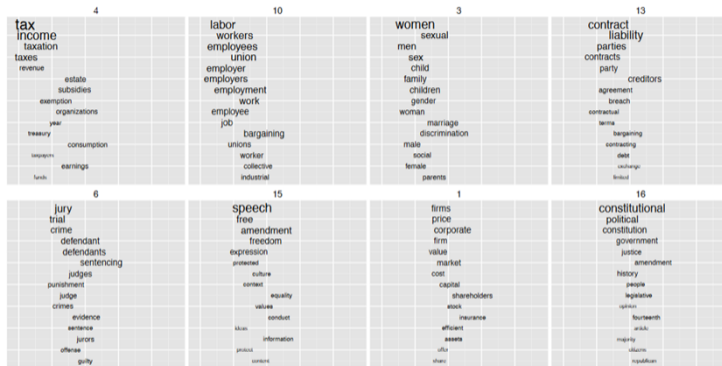 4
tax
income
taxation
taxes
revenue
estate
subsidies
exemption
organizations
year
treasury
consumption
taxpayers
earnings
funds
10
labor
workers
employees
union
employer
employers
employment
work
employee
job
bargaining
unions
worker
collective
industrial
3
women
sexual
men
sex
child
family
children
gender
woman
marriage
discrimination
male
social
female
parents
13
contract
liability
parties
contracts
party
creditors
agreement
breach
contractual
terms
bargaining
contracting
debt
exchange
limited
6
jury
trial
crime
defendant
defendants
sentencing
judges
punishment
judge
crimes
evidence
sentence
jurors
offense
guilty
15
speech
free
amendment
freedom
expression
protected
culture
context
equality
values
conduct
ideas
information
protect
content
1
firms
price
corporate
firm
value
market
cost
capital
shareholders
stock
insurance
efficient
assets
offer
share
16
constitutional
political
constitution
government
justice
amendment
history
people
legislative
opinion
fourteenth
article
majority
citizens
republican